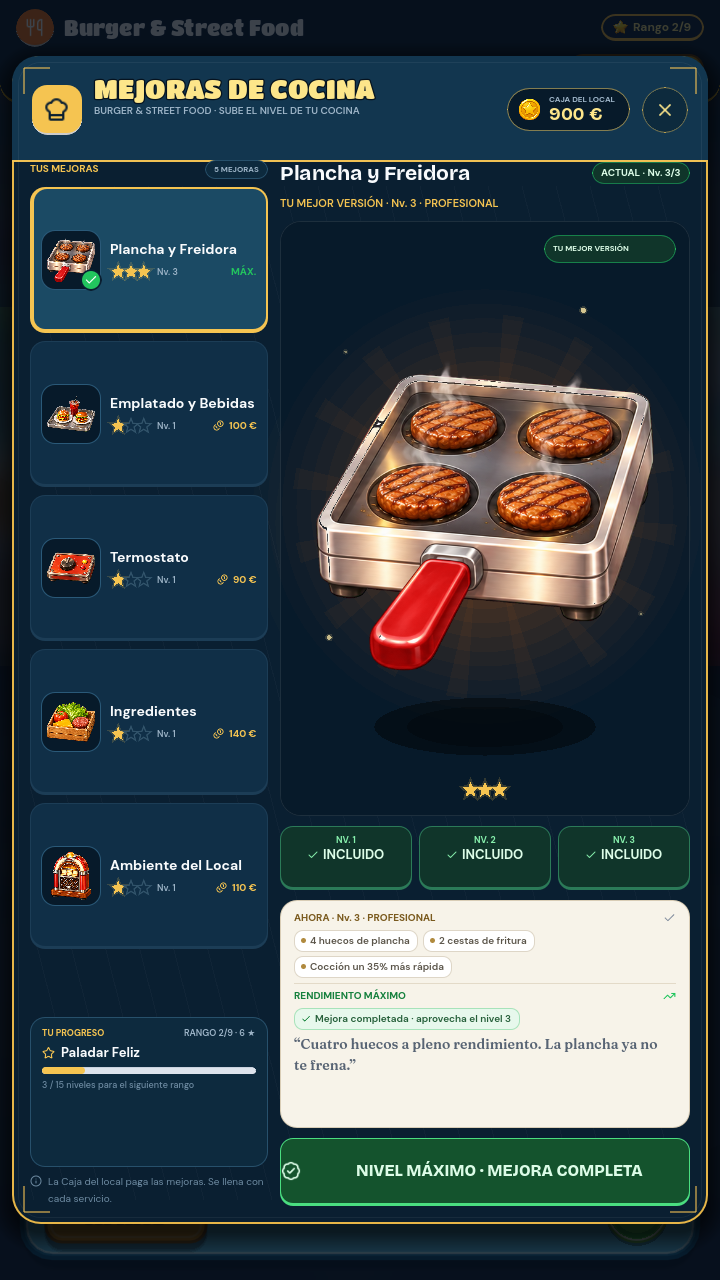 Burger & Street Food
Rango 2/9
MEJORAS DE COCINA
BURGER & STREET FOOD · SUBE EL NIVEL DE TU COCINA
CAJA DEL LOCAL
900 €
TUS MEJORAS
5 MEJORAS
Plancha y Freidora
Nv. 3
MÁX.
Emplatado y Bebidas
Nv. 1
100 €
Termostato
Nv. 1
90 €
Ingredientes
Nv. 1
140 €
Ambiente del Local
Nv. 1
110 €
TU PROGRESO
RANGO 2/9 · 6 ★
Paladar Feliz
3 / 15 niveles para el siguiente rango
La Caja del local paga las mejoras. Se llena con
cada servicio.
Plancha y Freidora
ACTUAL · Nv. 3/3
TU MEJOR VERSIÓN · Nv. 3 · PROFESIONAL
TU MEJOR VERSIÓN
NV. 1
INCLUIDO
NV. 2
INCLUIDO
NV. 3
INCLUIDO
AHORA · Nv. 3 · PROFESIONAL
4 huecos de plancha
2 cestas de fritura
Cocción un 35% más rápida
RENDIMIENTO MÁXIMO
Mejora completada · aprovecha el nivel 3
“Cuatro huecos a pleno rendimiento. La plancha ya no
te frena.”
NIVEL MÁXIMO · MEJORA COMPLETA